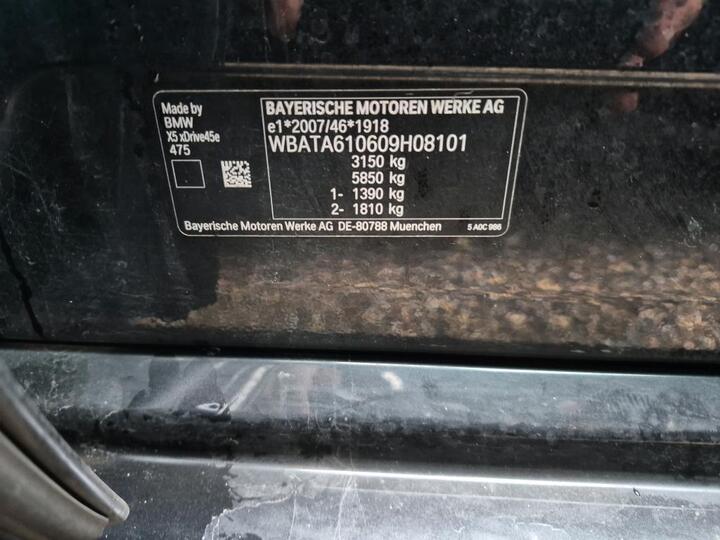 Made by
BMW
X5 xDrive45e
475
BAYERISCHE MOTOREN WERKE AG
e1*2007/46*1918
WBATA610609H08101
3150 kg
5850 kg
1- 1390 kg
2- 1810 kg
Bayerische Motoren Werke AG DE-80788 Muenchen
5 A0C 986